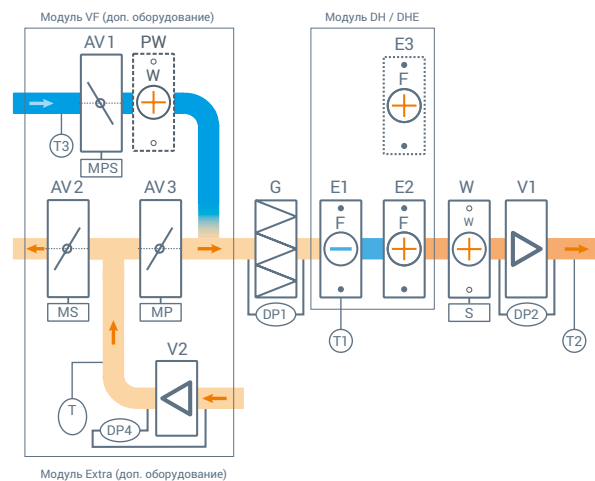 Модуль VF (доп. оборудование)
Модуль DH / DHE
AV1
PW
E3
W
F
T3
MPS
AV2
AV3
G
E1
E2
W
V1
F
F
W
MS
MP
DP1
S
DP2
T1
T2
V2
T
DP4
Модуль Extra (доп. оборудование)